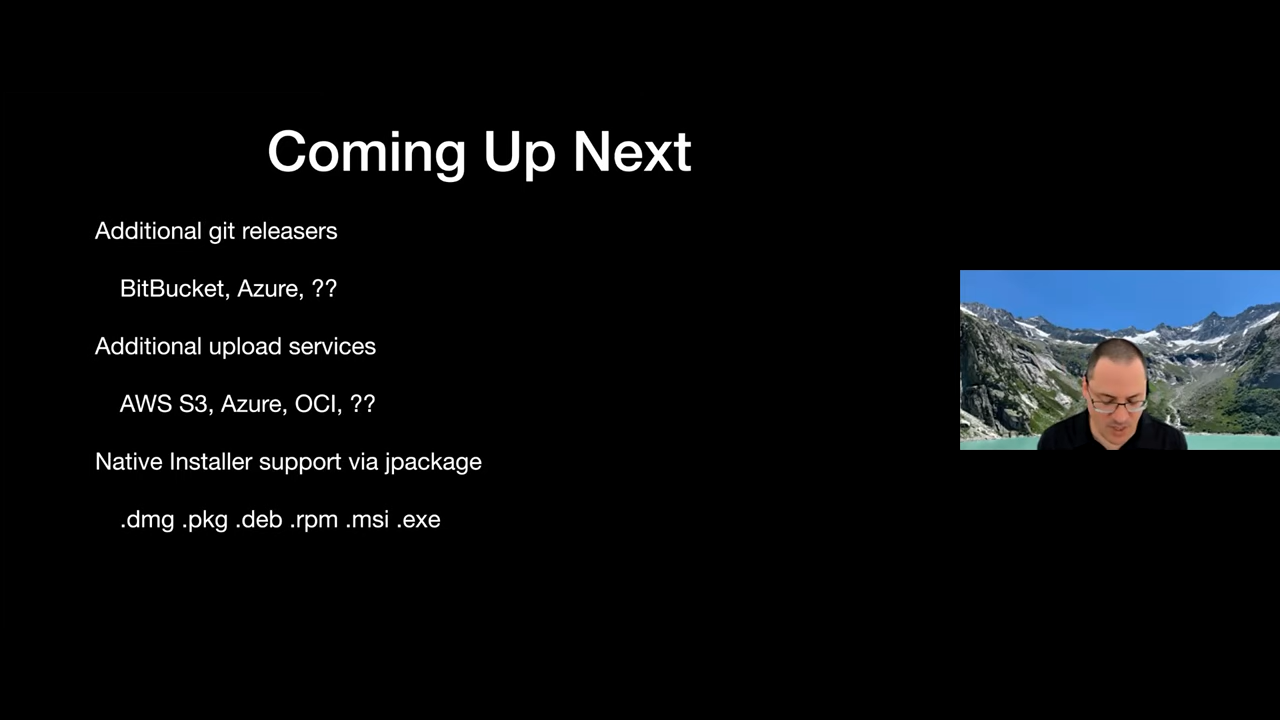 Coming Up Next
Additional git releasers
BitBucket, Azure, ??
Additional upload services
AWS S3, Azure, OCI, ??
Native Installer support via jpackage
.dmg .pkg .deb .rpm .msi .exe